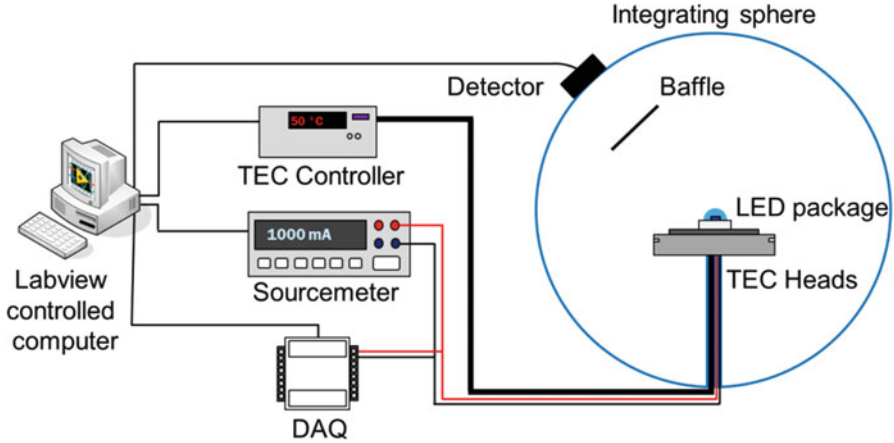 Integrating sphere
Detector
Baffle
50 °C
TEC Controller
LED package
1000 mA
TEC Heads
Labview
controlled
computer
Sourcemeter
DAQ